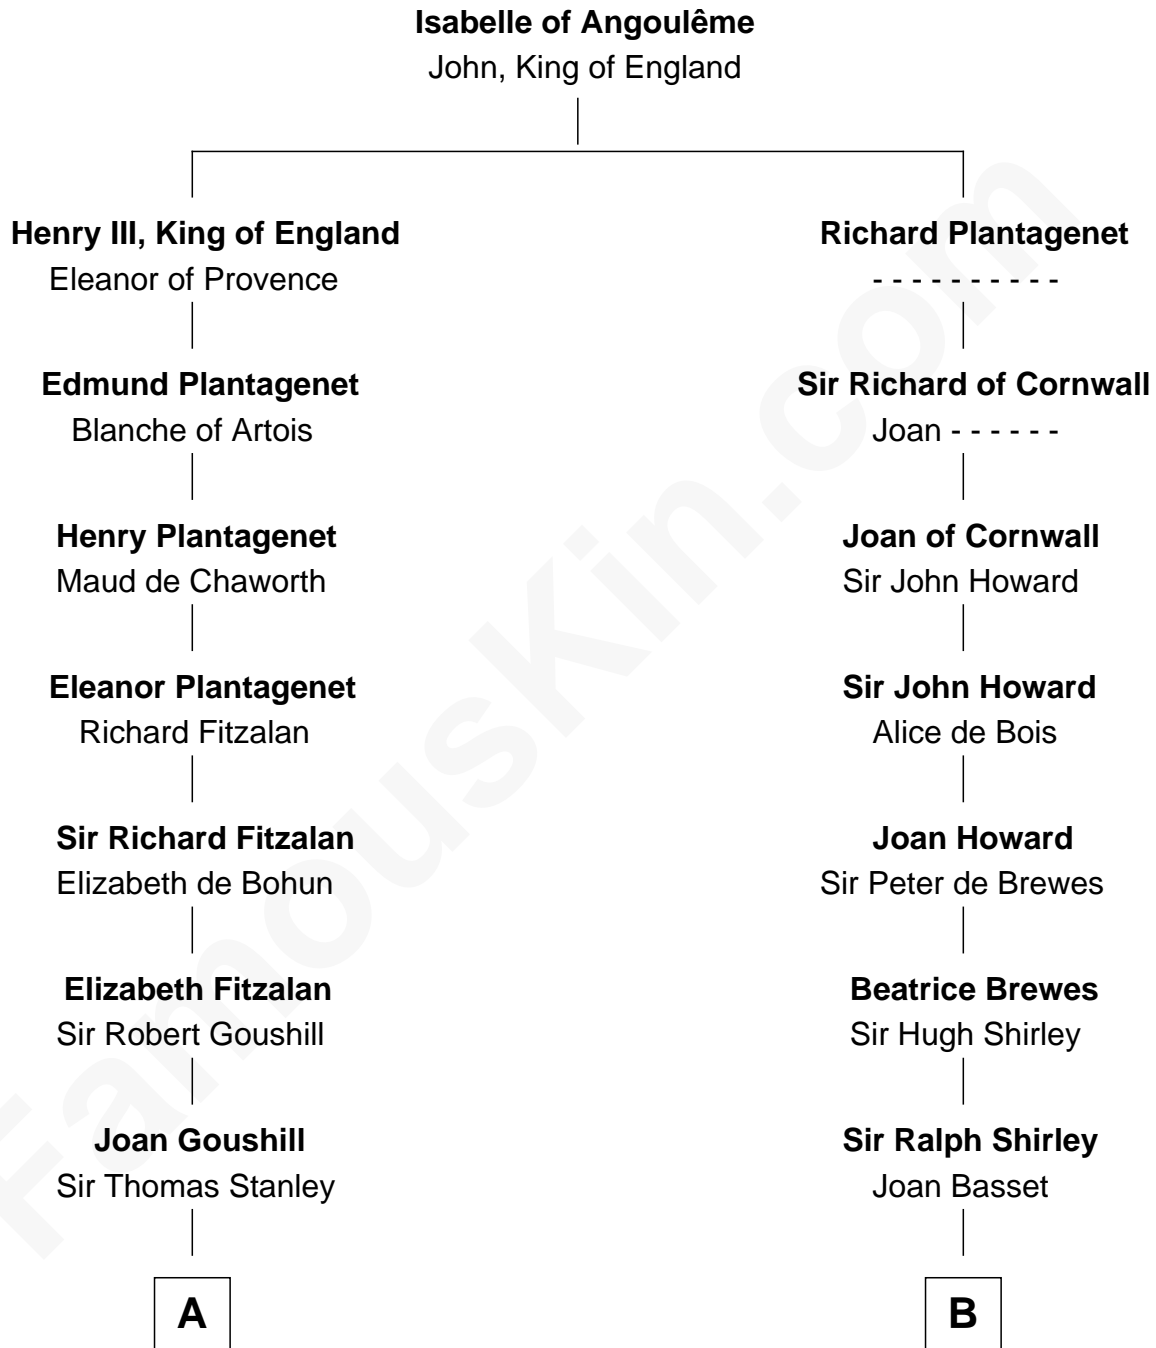 Isabelle of Angoulême
John, King of England
Henry III, King of England
Eleanor of Provence
Richard Plantagenet
- - - - - - - - - -
Edmund Plantagenet
Blanche of Artois
Sir Richard of Cornwall
Joan - - - - - -
Henry Plantagenet
Maud de Chaworth
Joan of Cornwall
Sir John Howard
Eleanor Plantagenet
Richard Fitzalan
Sir John Howard
Alice de Bois
Sir Richard Fitzalan
Elizabeth de Bohun
Joan Howard
Sir Peter de Brewes
Elizabeth Fitzalan
Sir Robert Goushill
Beatrice Brewes
Sir Hugh Shirley
Joan Goushill
Sir Thomas Stanley
Sir Ralph Shirley
Joan Basset
A
B
FamousKin.com